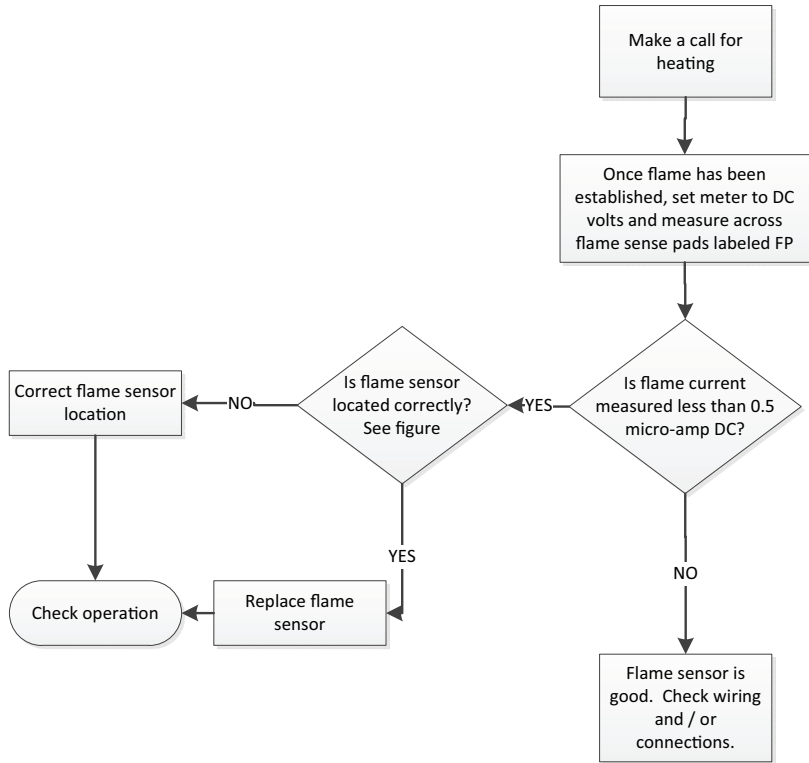 Make a call for
heating
Once flame has been
established, set meter to DC
volts and measure across
flame sense pads labeled FP
Is flame current
measured less than 0.5
micro-amp DC?
YES
Is flame sensor
located correctly?
See figure
NO
Correct flame sensor
location
YES
Replace flame
sensor
Check operation
NO
Flame sensor is
good.  Check wiring
and / or
connections.